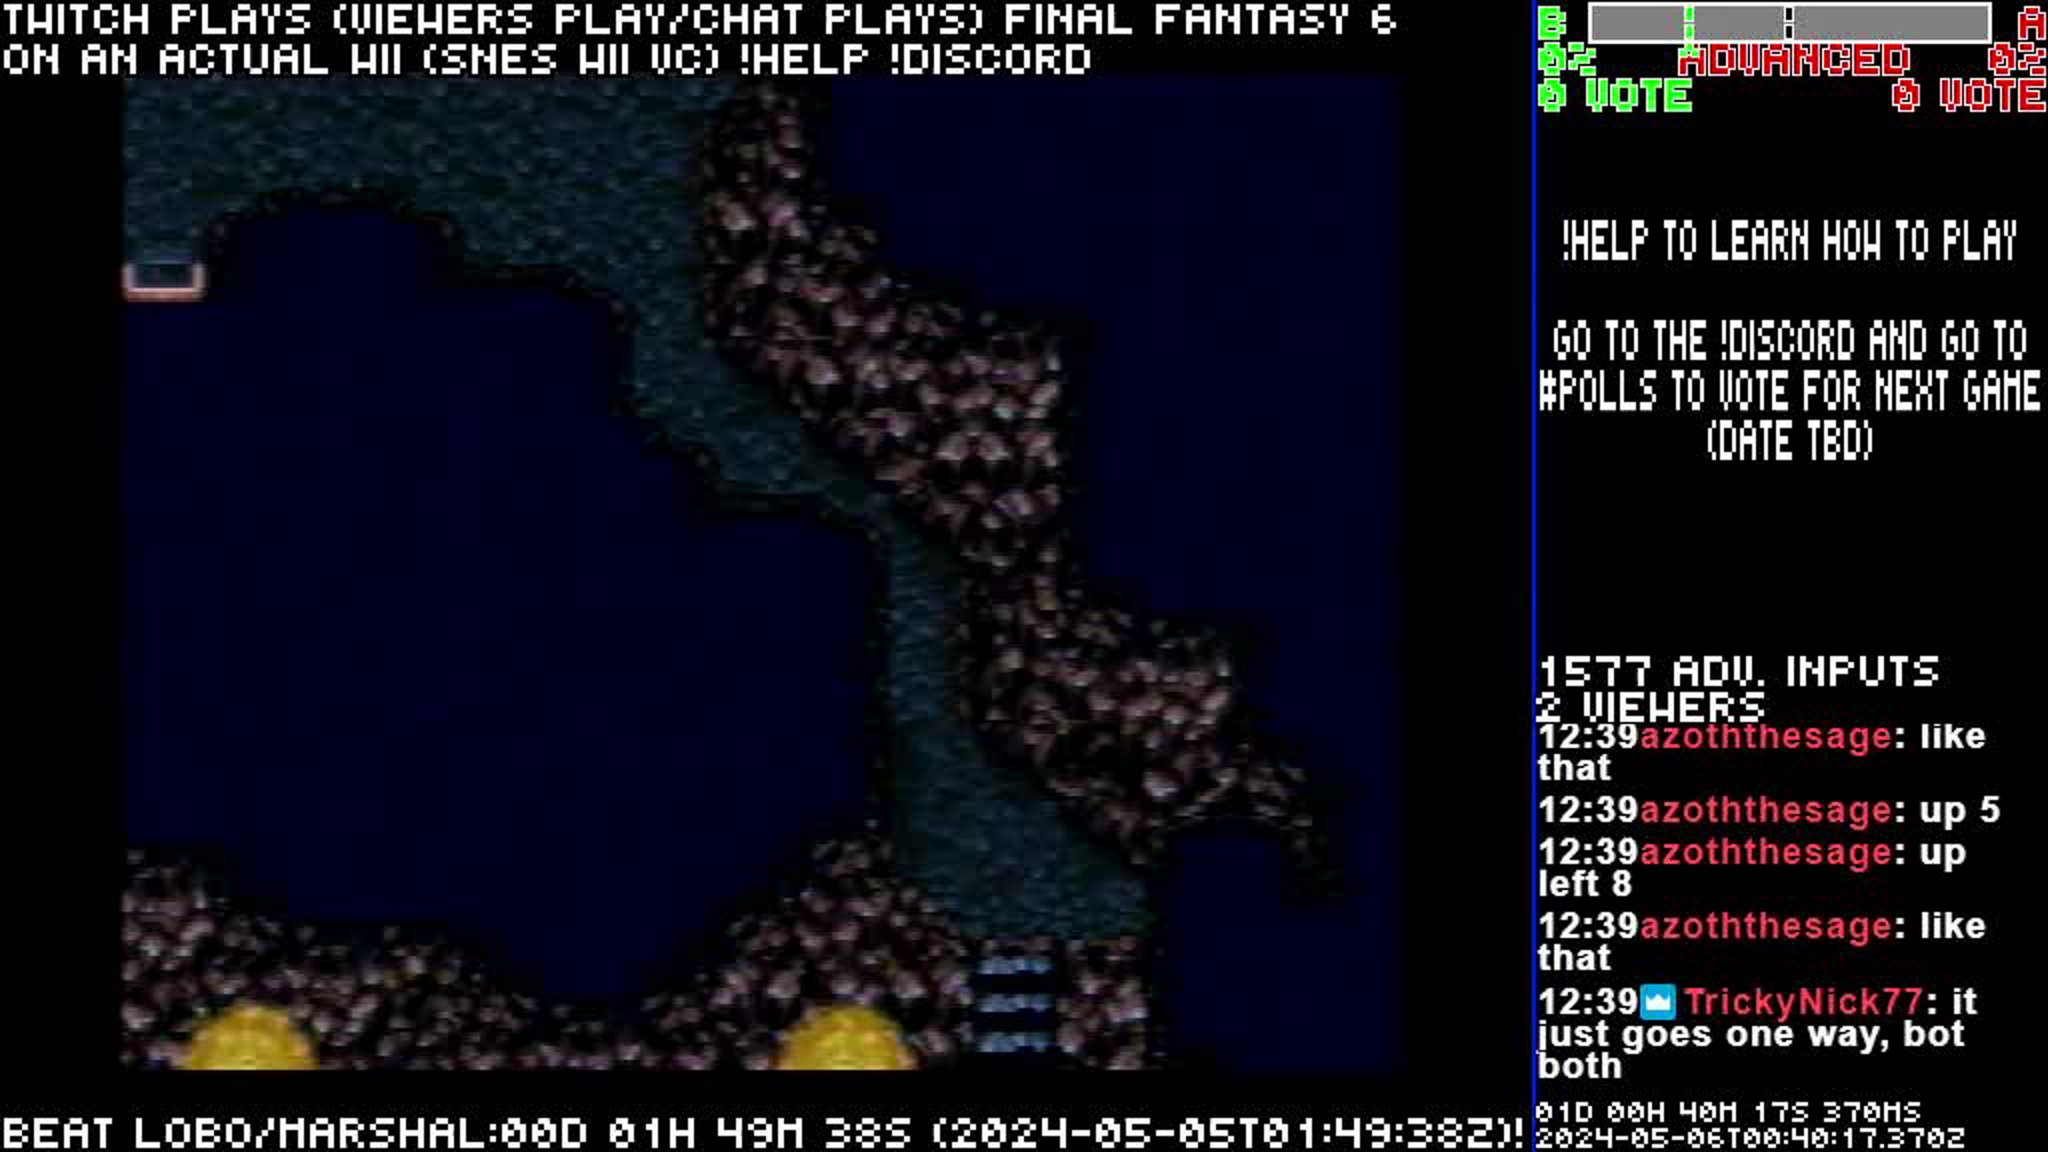 TWITCH PLAYS (VIEWERS PLAY/CHAT PLAYS) FINAL FANTASY 6
ON AN ACTUAL WII (SNES WII VC) !HELP !DISCORD
B A
0% ADVANCED 0%
0 VOTE 0 VOTE
!HELP TO LEARN HOW TO PLAY
GO TO THE !DISCORD AND GO TO
#POLLS TO VOTE FOR NEXT GAME
(DATE TBD)
1577 ADV. INPUTS
2 VIEWERS
12:39azoththesage: like
that
12:39azoththesage: up 5
12:39azoththesage: up
left 8
12:39azoththesage: like
that
12:39 TrickyNick77: it
just goes one way, bot
both
01D 00H 40M 17S 370MS
2024-05-06T00:40:17.370Z
BEAT LOBO/MARSHAL:00D 01H 49M 38S (2024-05-05T01:49:38Z)!